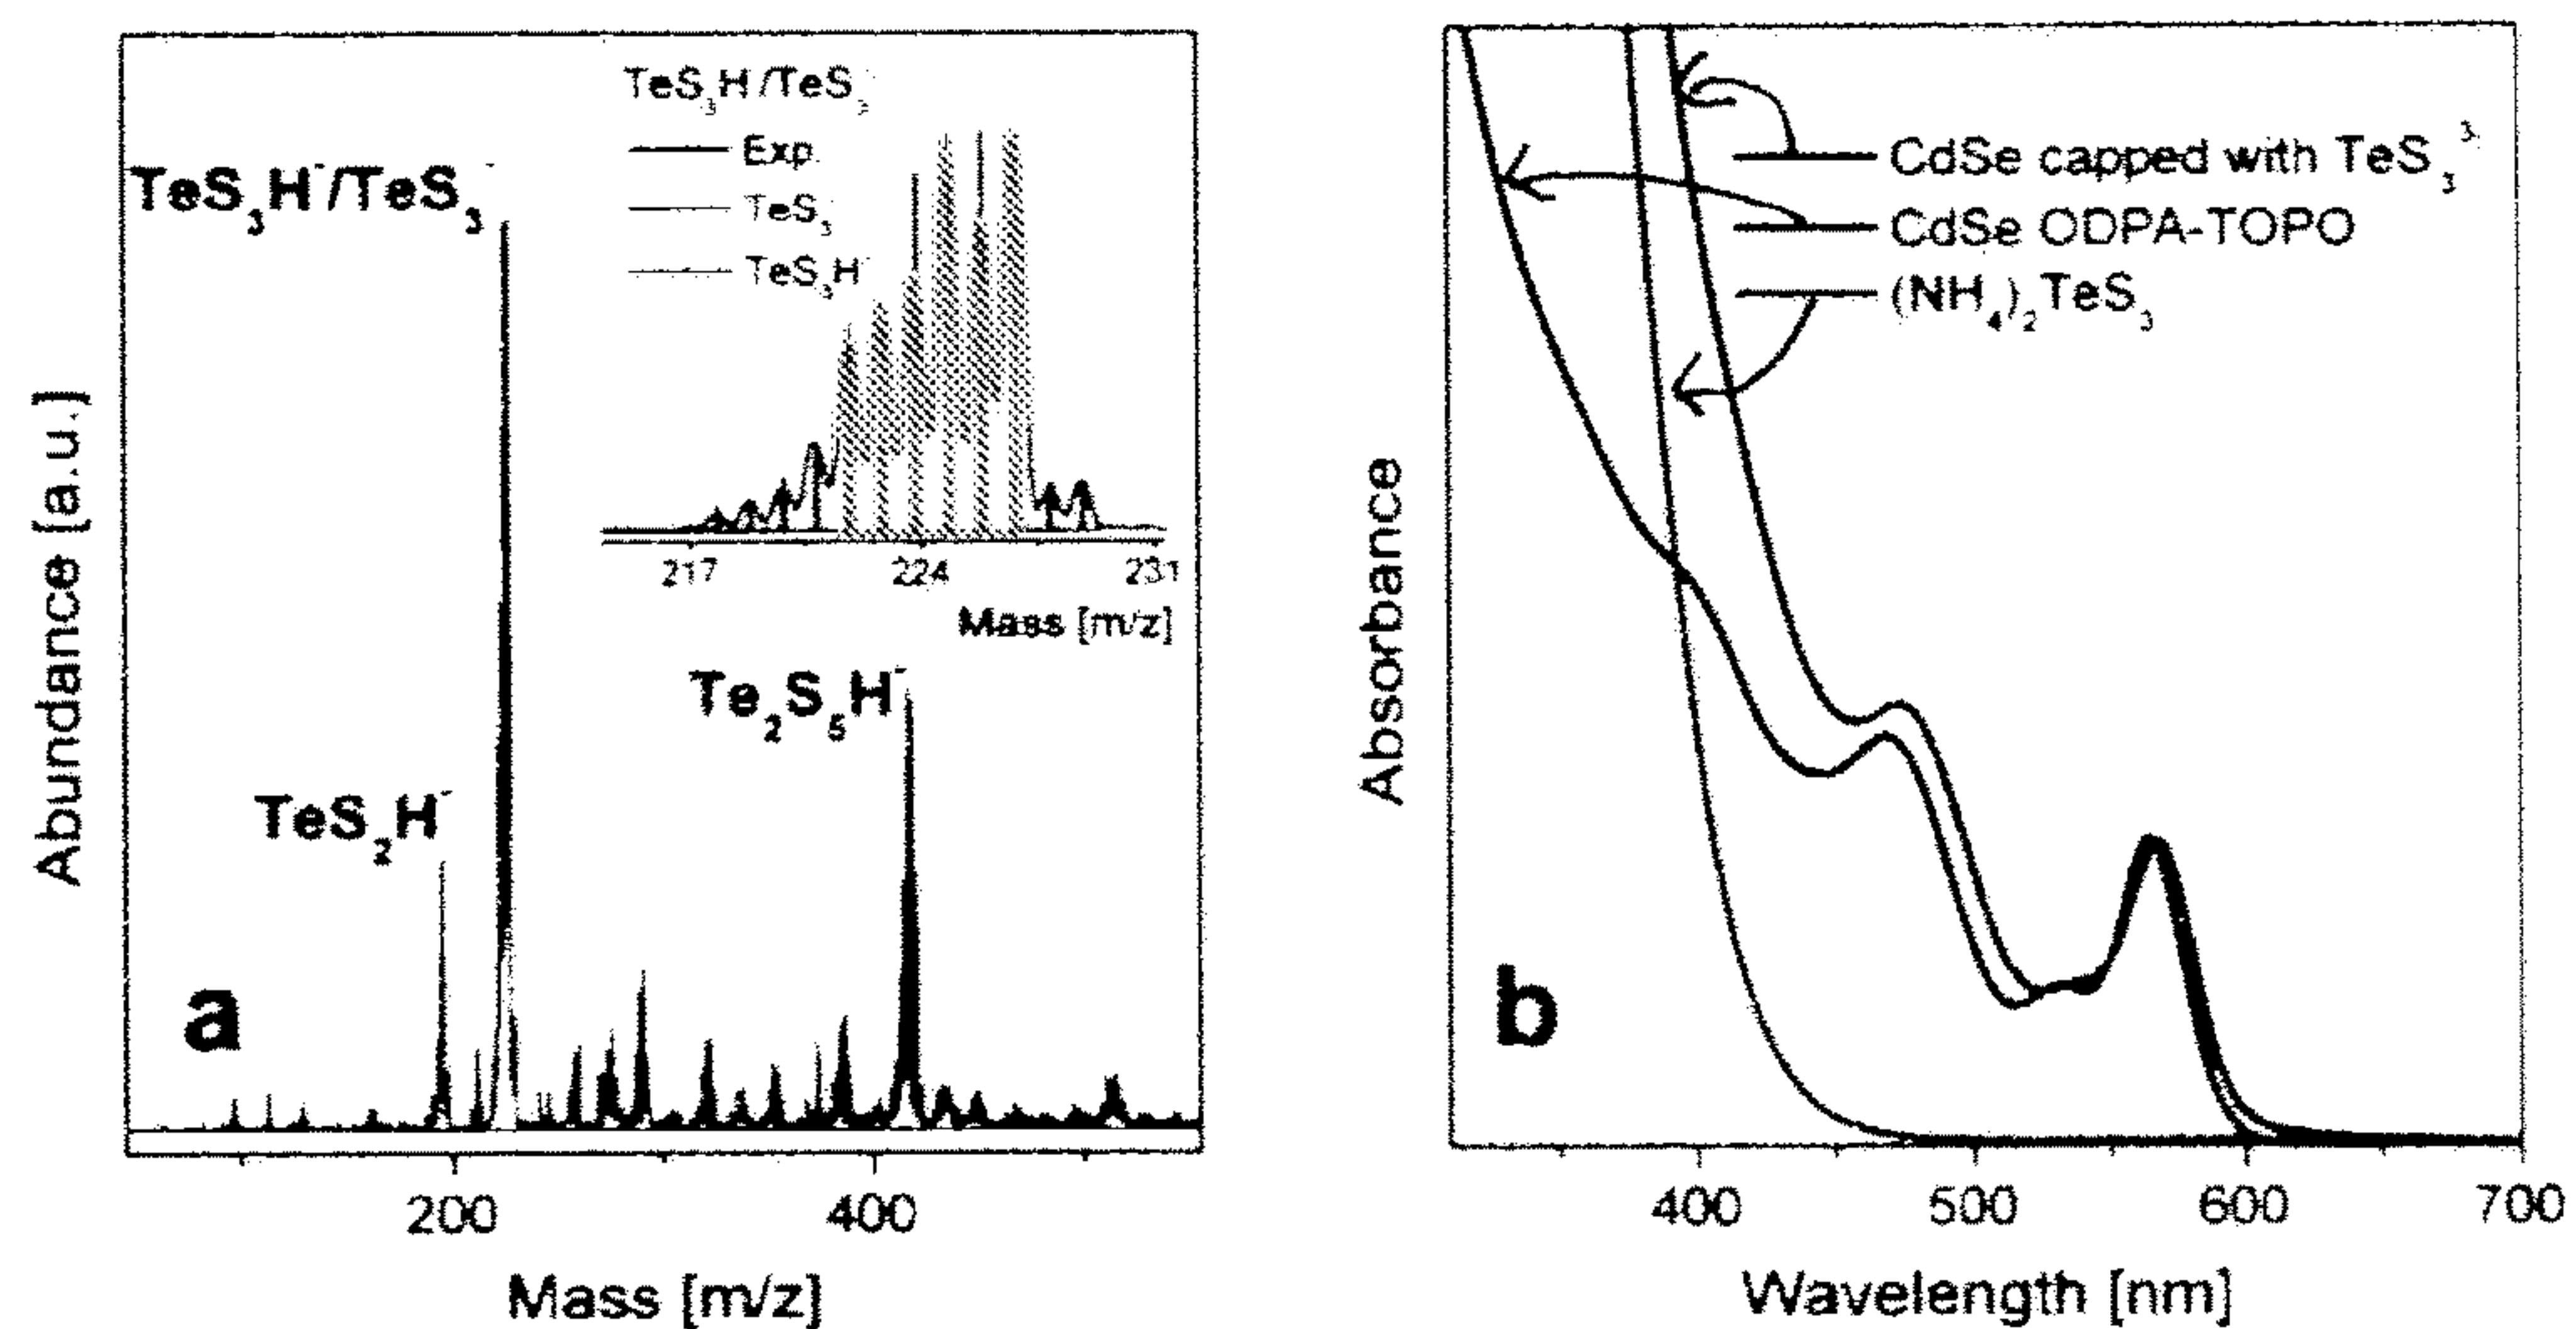 TeS₃H⁻/TeS₃⁻
TeS₂H⁻
Te₂S₅H⁻
a
Abundance [a.u.]
200
400
Mass [m/z]
TeS₃H⁻/TeS₃⁻
Exp.
TeS₃⁻
TeS₃H⁻
217
224
231
Mass [m/z]
CdSe capped with TeS₃³⁻
CdSe ODPA-TOPO
(NH₄)₂TeS₃
b
Absorbance
400
500
600
700
Wavelength [nm]